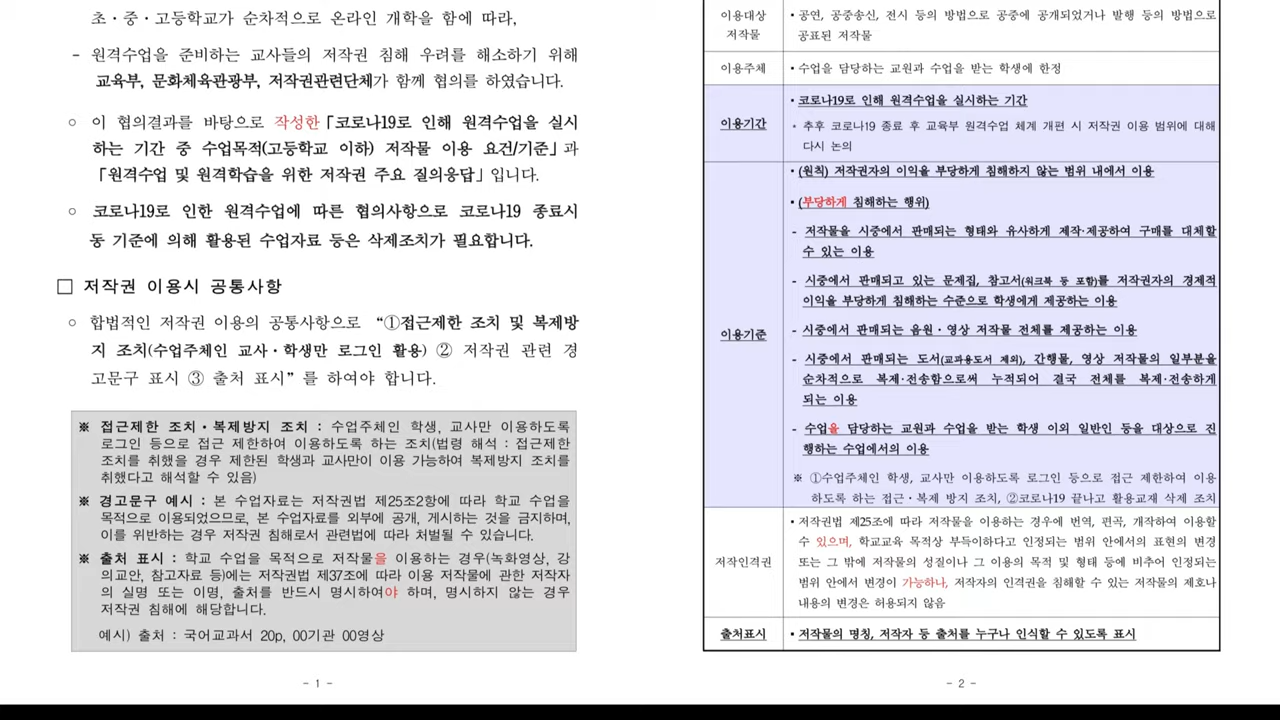 초·중·고등학교가 순차적으로 온라인 개학을 함에 따라,
- 원격수업을 준비하는 교사들의 저작권 침해 우려를 해소하기 위해
교육부, 문화체육관광부, 저작권관련단체가 함께 협의를 하였습니다.
○ 이 협의결과를 바탕으로 작성한 「코로나19로 인해 원격수업을 실시
하는 기간 중 수업목적(고등학교 이하) 저작물 이용 요건/기준」과
「원격수업 및 원격학습을 위한 저작권 주요 질의응답」입니다.
○ 코로나19로 인한 원격수업에 따른 협의사항으로 코로나19 종료시
동 기준에 의해 활용된 수업자료 등은 삭제조치가 필요합니다.
□ 저작권 이용시 공통사항
○ 합법적인 저작권 이용의 공통사항으로 “①접근제한 조치 및 복제방
지 조치(수업주체인 교사·학생만 로그인 활용) ② 저작권 관련 경
고문구 표시 ③ 출처 표시”를 하여야 합니다.
※ 접근제한 조치·복제방지 조치 : 수업주체인 학생, 교사만 이용하도록
로그인 등으로 접근 제한하여 이용하도록 하는 조치(법령 해석 : 접근제한
조치를 취했을 경우 제한된 학생과 교사만이 이용 가능하여 복제방지 조치를
취했다고 해석할 수 있음)
※ 경고문구 예시 : 본 수업자료는 저작권법 제25조2항에 따라 학교 수업을
목적으로 이용되었으므로, 본 수업자료를 외부에 공개, 게시하는 것을 금지하며,
이를 위반하는 경우 저작권 침해로서 관련법에 따라 처벌될 수 있습니다.
※ 출처 표시 : 학교 수업을 목적으로 저작물을 이용하는 경우(녹화영상, 강
의교안, 참고자료 등)에는 저작권법 제37조에 따라 이용 저작물에 관한 저작자
의 실명 또는 이명, 출처를 반드시 명시하여야 하며, 명시하지 않는 경우
저작권 침해에 해당합니다.
예시) 출처 : 국어교과서 20p, 00기관 00영상
- 1 -
이용대상
저작물
▪ 공연, 공중송신, 전시 등의 방법으로 공중에 공개되었거나 발행 등의 방법으로
공표된 저작물
이용주체
▪ 수업을 담당하는 교원과 수업을 받는 학생에 한정
이용기간
▪ 코로나19로 인해 원격수업을 실시하는 기간
* 추후 코로나19 종료 후 교육부 원격수업 체계 개편 시 저작권 이용 범위에 대해
다시 논의
이용기준
▪ (원칙) 저작권자의 이익을 부당하게 침해하지 않는 범위 내에서 이용
▪ (부당하게 침해하는 행위)
- 저작물을 시중에서 판매되는 형태와 유사하게 제작·제공하여 구매를 대체할
수 있는 이용
- 시중에서 판매되고 있는 문제집, 참고서(워크북 등 포함)를 저작권자의 경제적
이익을 부당하게 침해하는 수준으로 학생에게 제공하는 이용
- 시중에서 판매되는 음원·영상 저작물 전체를 제공하는 이용
- 시중에서 판매되는 도서(교과용도서 제외), 간행물, 영상 저작물의 일부분을
순차적으로 복제·전송함으로써 누적되어 결국 전체를 복제·전송하게
되는 이용
- 수업을 담당하는 교원과 수업을 받는 학생 이외 일반인 등을 대상으로 진
행하는 수업에서의 이용
※ ①수업주체인 학생, 교사만 이용하도록 로그인 등으로 접근 제한하여 이용
하도록 하는 접근·복제 방지 조치, ②코로나19 끝나고 활용교재 삭제 조치
저작인격권
▪ 저작권법 제25조에 따라 저작물을 이용하는 경우에 번역, 편곡, 개작하여 이용할
수 있으며, 학교교육 목적상 부득이하다고 인정되는 범위 안에서의 표현의 변경
또는 그 밖에 저작물의 성질이나 그 이용의 목적 및 형태 등에 비추어 인정되는
범위 안에서 변경이 가능하나, 저작자의 인격권을 침해할 수 있는 저작물의 제호나
내용의 변경은 허용되지 않음
출처표시
▪ 저작물의 명칭, 저작자 등 출처를 누구나 인식할 수 있도록 표시
- 2 -